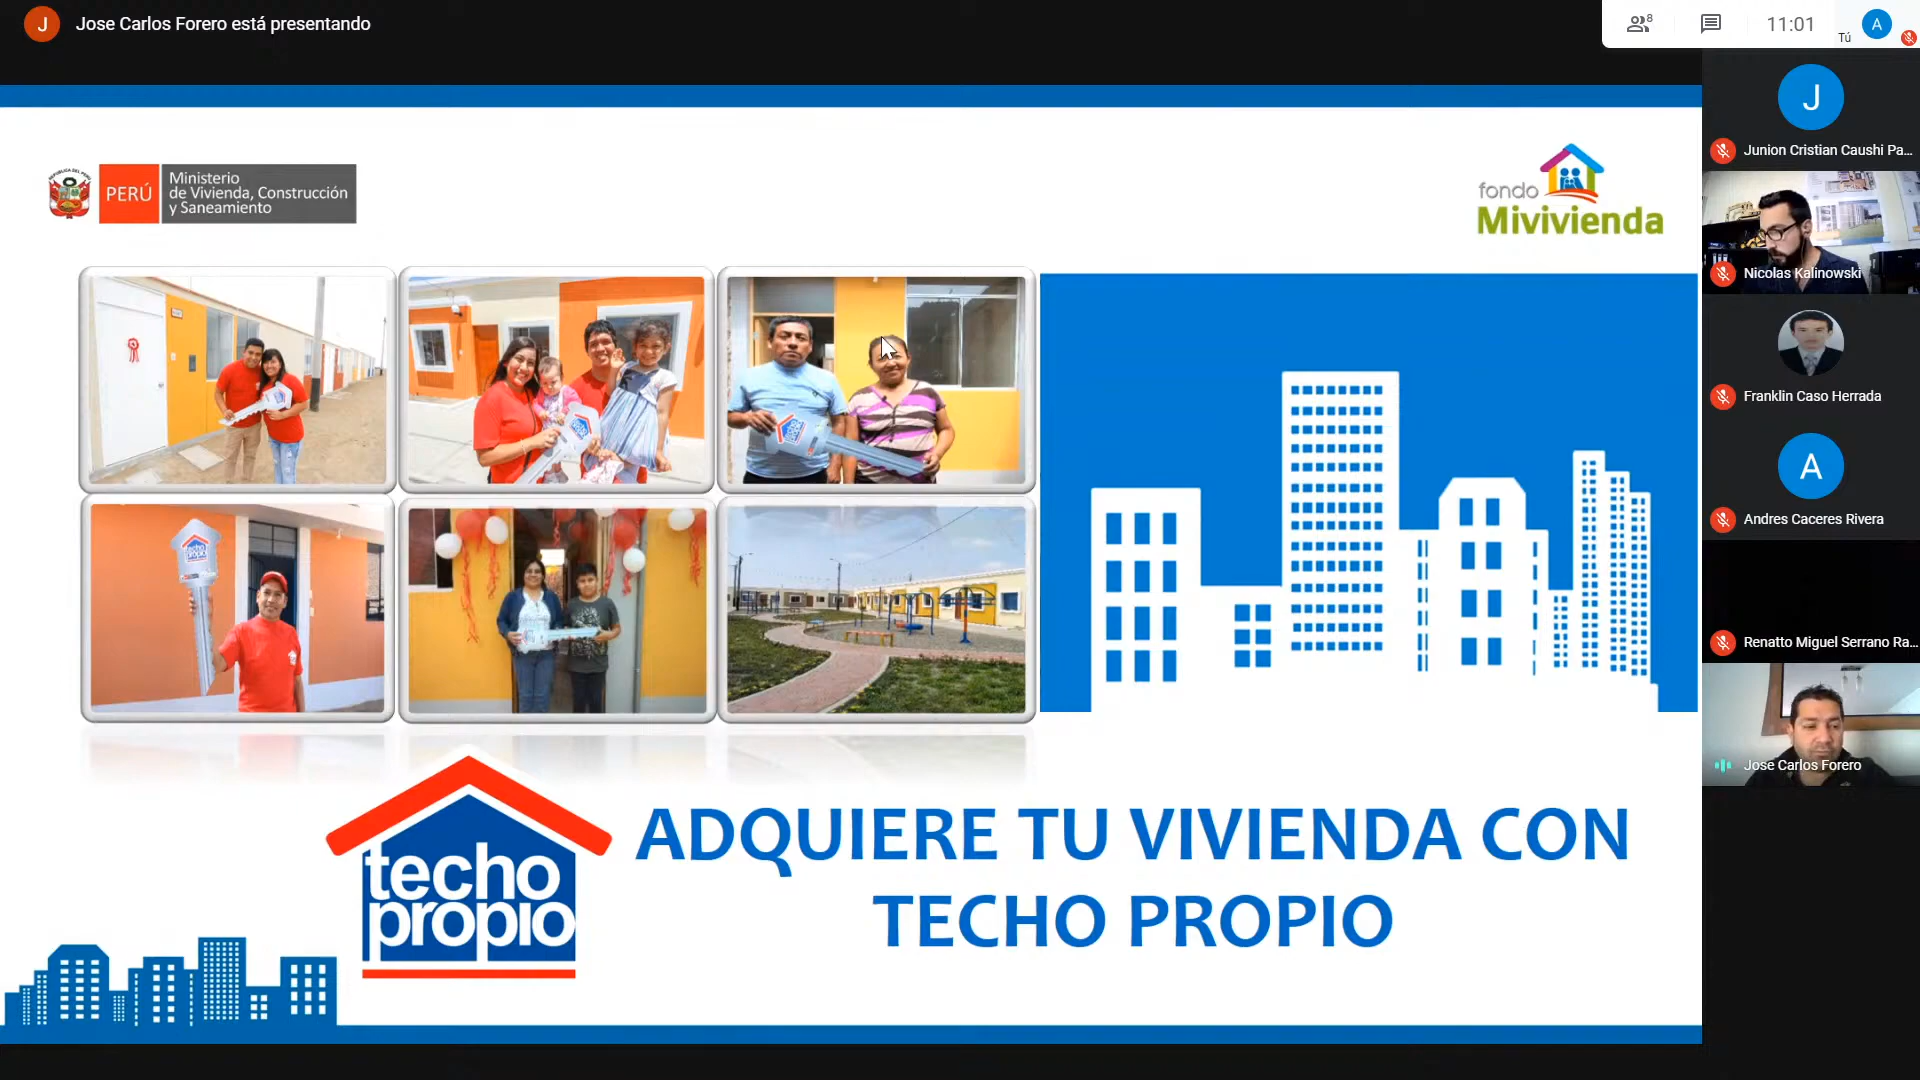 J
Jose Carlos Forero está presentando
8
11:01
Tú
A
PERÚ
Ministerio
de Vivienda, Construcción
y Saneamiento
fondo
Mivivienda
techo
propio
ADQUIERE TU VIVIENDA CON
TECHO PROPIO
J
Junion Cristian Caushi Pa...
Nicolas Kalinowski
Franklin Caso Herrada
A
Andres Caceres Rivera
Renatto Miguel Serrano Ra...
Jose Carlos Forero